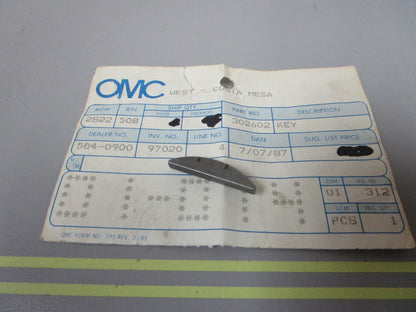 OMC WEST - COSTA MESA
ROW BIN SHIP QTY. PART NO. DESCRIPTION
2822 508 302602 KEY
DEALER NO. INV. NO. LINE NO. DATE SUG. LIST PRICE
504-0900 97020 4 7/07/87
H/M
ZONE SEQ. NO.
01 312
U/M PKG. QTY
PCS 1
OMC FORM NO. 701 REV. 2/85